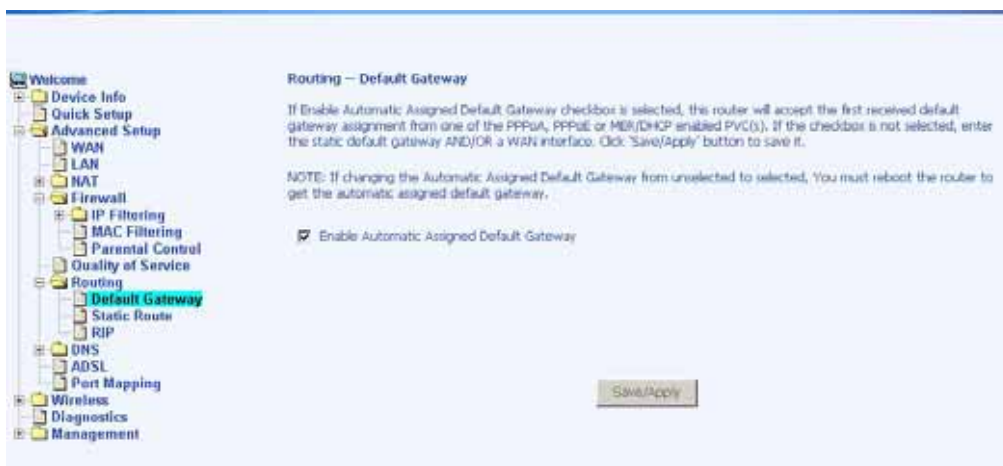 Welcome
Device Info
Quick Setup
Advanced Setup
WAN
LAN
NAT
Firewall
IP Filtering
MAC Filtering
Parental Control
Quality of Service
Routing
Default Gateway
Static Route
RIP
DNS
ADSL
Port Mapping
Wireless
Diagnostics
Management
Routing -- Default Gateway
If Enable Automatic Assigned Default Gateway checkbox is selected, this router will accept the first received default
gateway assignment from one of the PPPoA, PPPoE or MER/DHCP enabled PVC(s). If the checkbox is not selected, enter
the static default gateway AND/OR a WAN interface. Click 'Save/Apply' button to save it.
NOTE: If changing the Automatic Assigned Default Gateway from unselected to selected, You must reboot the router to
get the automatic assigned default gateway.
Enable Automatic Assigned Default Gateway
Save/Apply